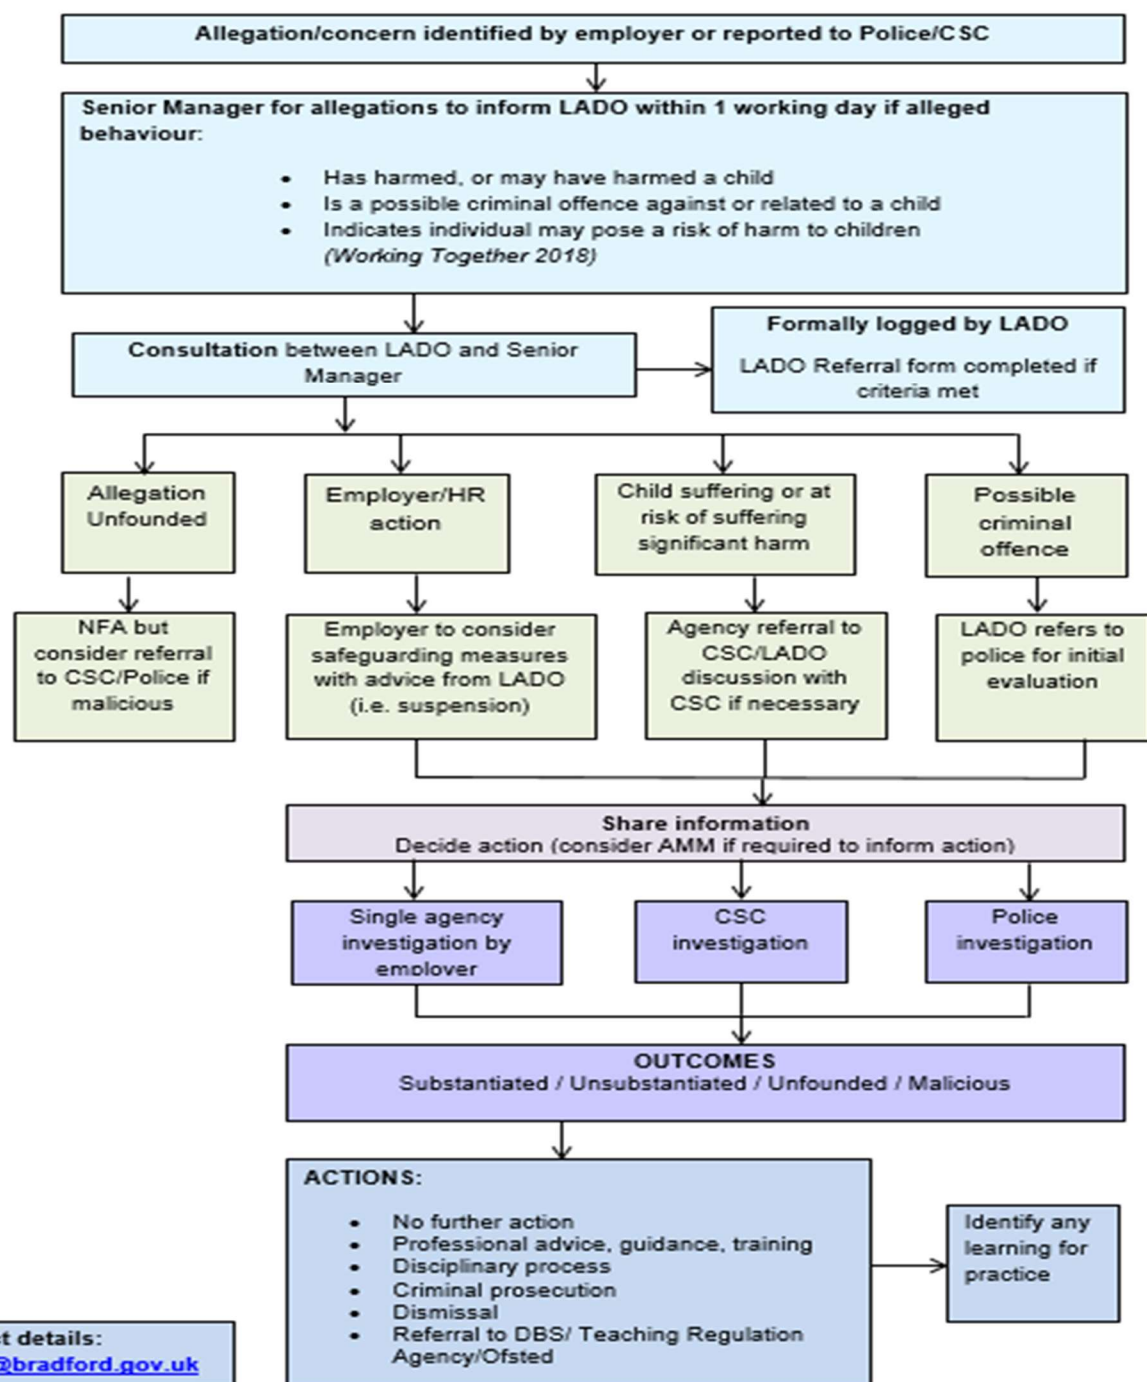 Allegation/concern identified by employer or reported to Police/CSC
Senior Manager for allegations to inform LADO within 1 working day if alleged
behaviour:
• Has harmed, or may have harmed a child
• Is a possible criminal offence against or related to a child
• Indicates individual may pose a risk of harm to children
(Working Together 2018)
Consultation between LADO and Senior
Manager
Formally logged by LADO
LADO Referral form completed if
criteria met
Allegation
Unfounded
Employer/HR
action
Child suffering or at
risk of suffering
significant harm
Possible
criminal
offence
NFA but
consider referral
to CSC/Police if
malicious
Employer to consider
safeguarding measures
with advice from LADO
(i.e. suspension)
Agency referral to
CSC/LADO
discussion with
CSC if necessary
LADO refers to
police for initial
evaluation
Share information
Decide action (consider AMM if required to inform action)
Single agency
investigation by
employer
CSC
investigation
Police
investigation
OUTCOMES
Substantiated / Unsubstantiated / Unfounded / Malicious
ACTIONS:
• No further action
• Professional advice, guidance, training
• Disciplinary process
• Criminal prosecution
• Dismissal
• Referral to DBS/ Teaching Regulation
Agency/Ofsted
Identify any
learning for
practice
details:
@bradford.gov.uk